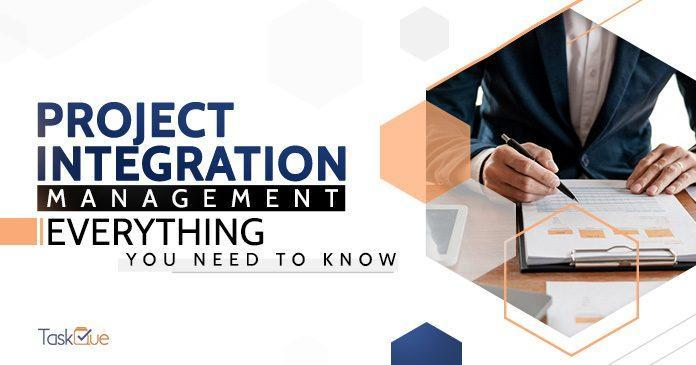 PROJECT
INTEGRATION
MANAGEMENT
EVERYTHING
YOU NEED TO KNOW
TaskQue